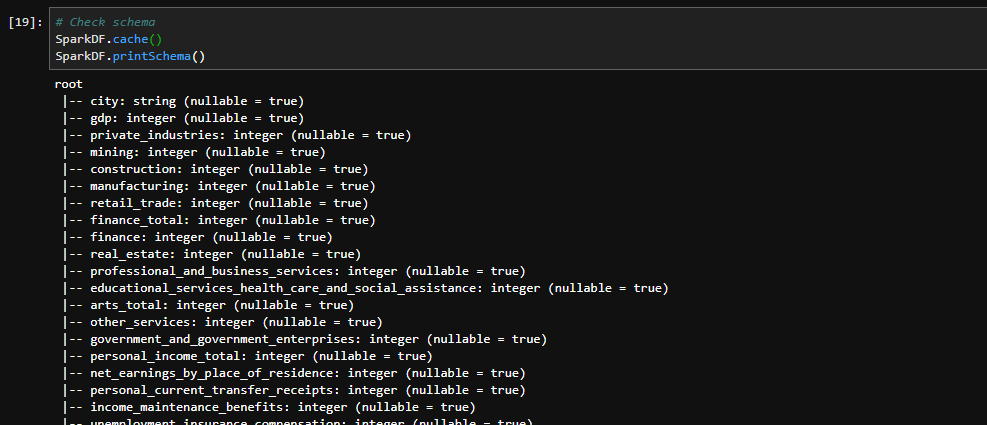 [19]: # Check schema
SparkDF.cache()
SparkDF.printSchema()
root
|-- city: string (nullable = true)
|-- gdp: integer (nullable = true)
|-- private_industries: integer (nullable = true)
|-- mining: integer (nullable = true)
|-- construction: integer (nullable = true)
|-- manufacturing: integer (nullable = true)
|-- retail_trade: integer (nullable = true)
|-- finance_total: integer (nullable = true)
|-- finance: integer (nullable = true)
|-- real_estate: integer (nullable = true)
|-- professional_and_business_services: integer (nullable = true)
|-- educational_services_health_care_and_social_assistance: integer (nullable = true)
|-- arts_total: integer (nullable = true)
|-- other_services: integer (nullable = true)
|-- government_and_government_enterprises: integer (nullable = true)
|-- personal_income_total: integer (nullable = true)
|-- net_earnings_by_place_of_residence: integer (nullable = true)
|-- personal_current_transfer_receipts: integer (nullable = true)
|-- income_maintenance_benefits: integer (nullable = true)
|-- unemployment_insurance_compensation: integer (nullable = true)